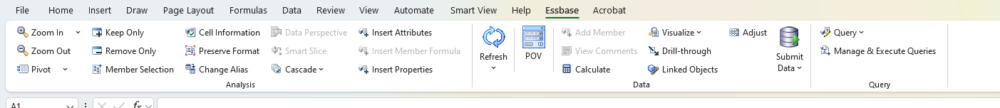 File Home Insert Draw Page Layout Formulas Data Review View Automate Smart View Help Essbase Acrobat
Zoom In Keep Only Cell Information Data Perspective Insert Attributes
Zoom Out Remove Only Preserve Format Smart Slice Insert Member Formula
Pivot Member Selection Change Alias Cascade Insert Properties
Analysis
Refresh POV
Add Member Visualize Adjust
View Comments Drill-through
Calculate Linked Objects
Submit
Data
Data
Query
Manage & Execute Queries
Query
A1 fx